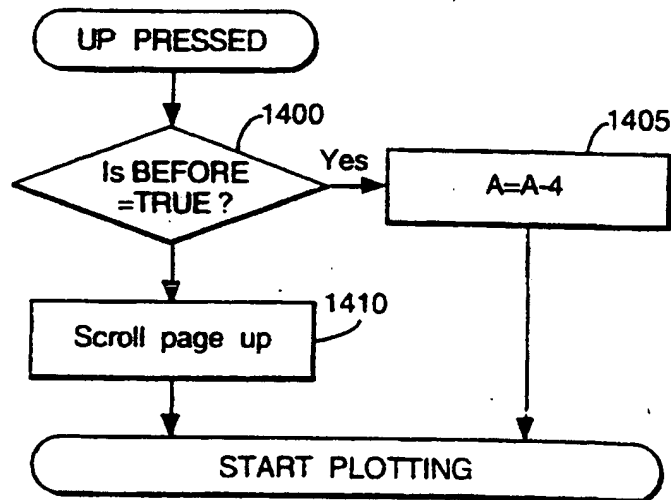 UP PRESSED
1400
Is BEFORE
=TRUE ?
Yes
1405
A=A-4
1410
Scroll page up
START PLOTTING